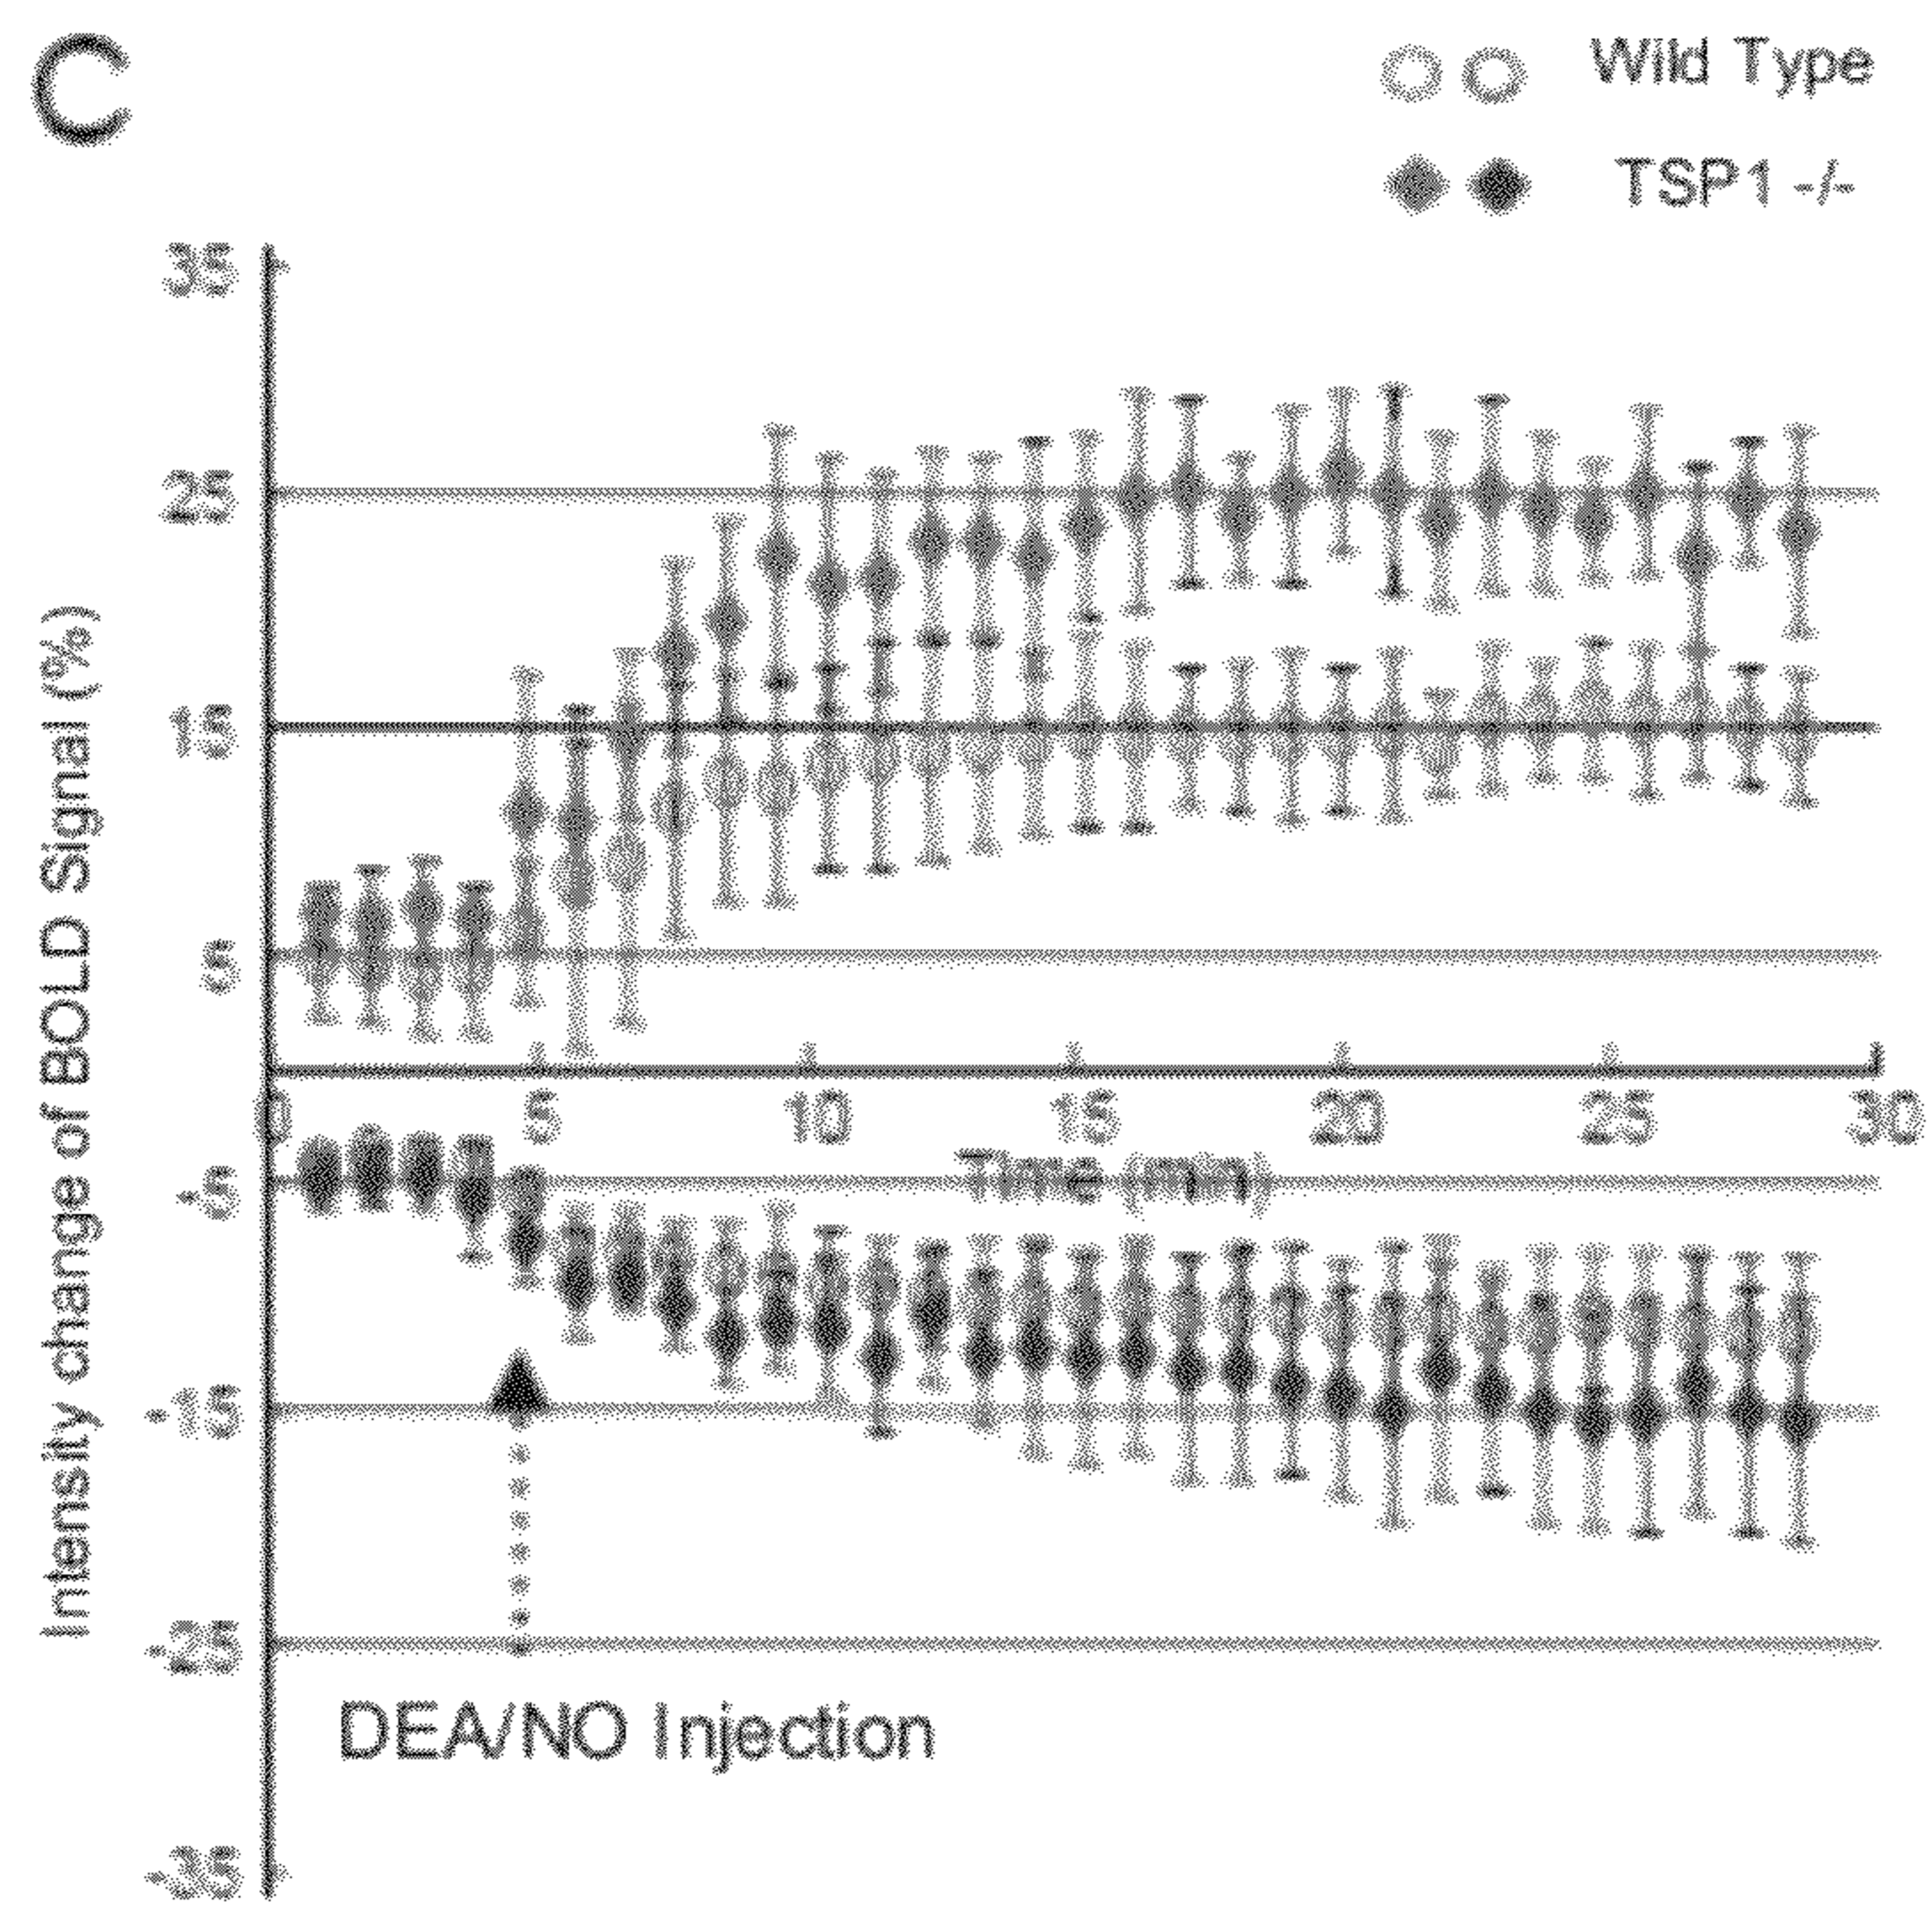 C
Wild Type
TSP1 -/-
Intensity change of BOLD Signal (%)
35
25
15
5
0 5 10 15 20 25 30
Time (min)
-5
-15
-25
-35
DEA/NO Injection